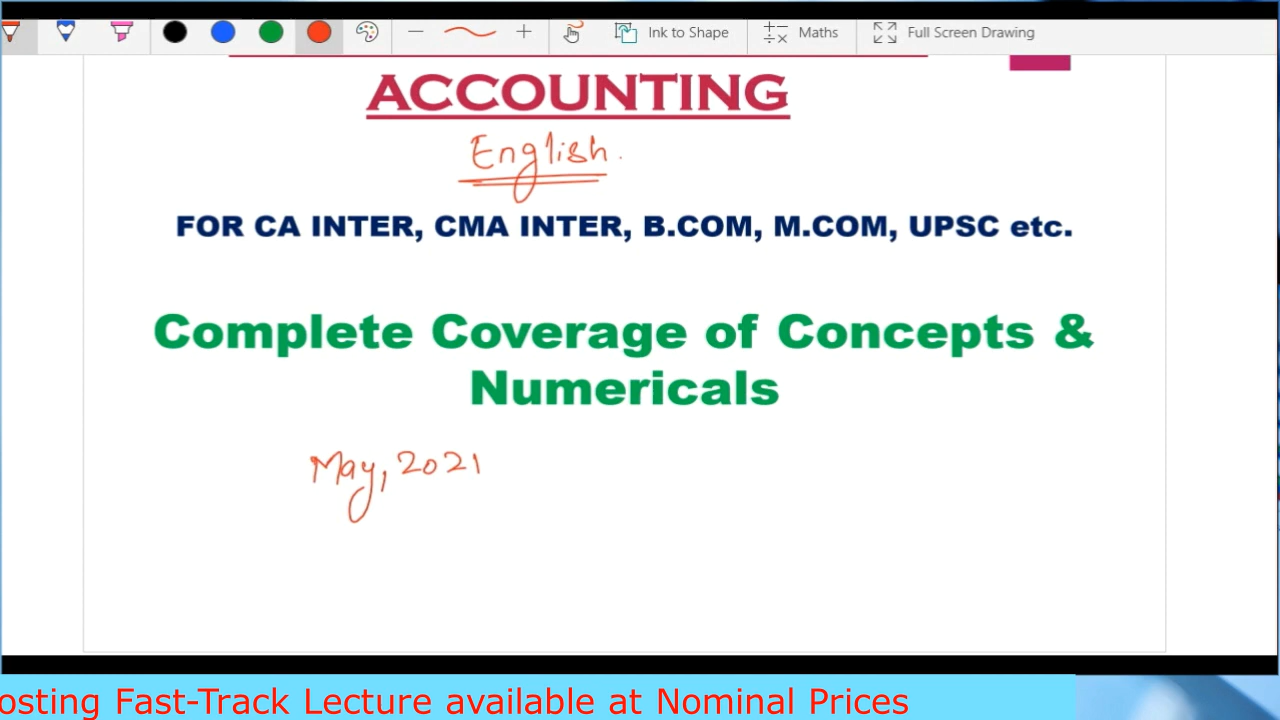 Ink to Shape Maths Full Screen Drawing
ACCOUNTING
English.
FOR CA INTER, CMA INTER, B.COM, M.COM, UPSC etc.
Complete Coverage of Concepts &
Numericals
May, 2021
osting Fast-Track Lecture available at Nominal Prices